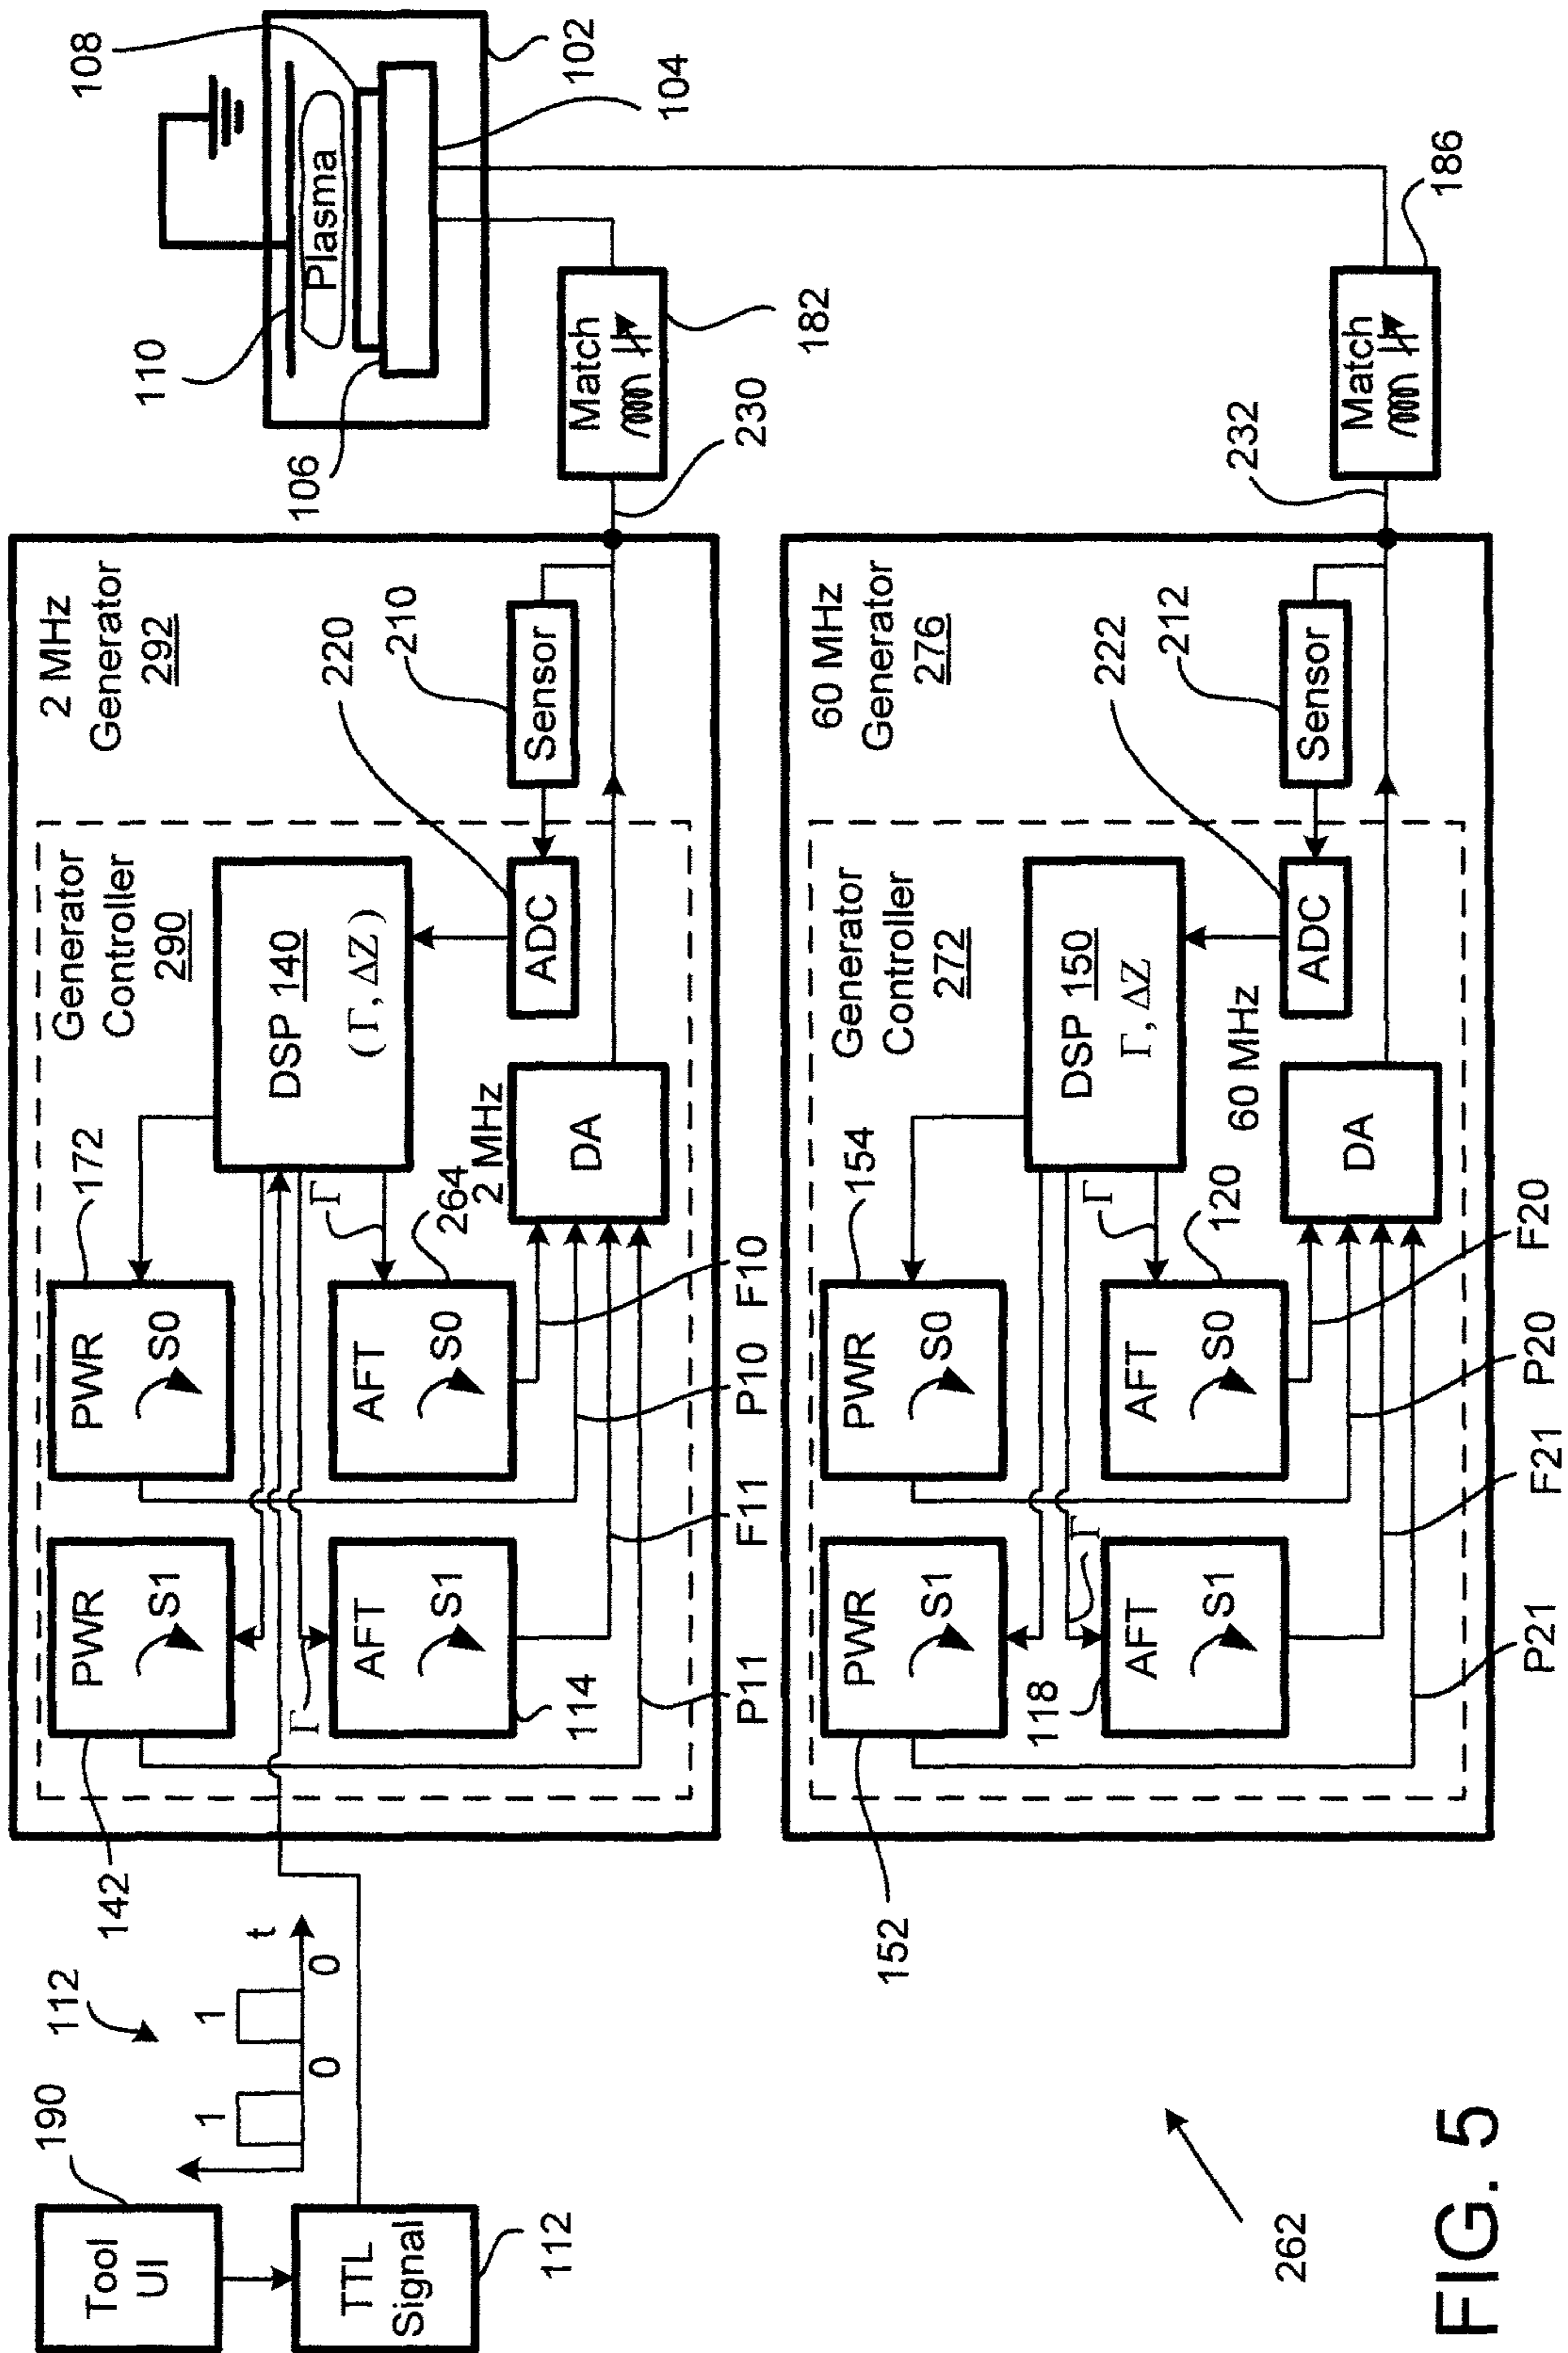 Tool
UI
190
TTL
Signal
112
112
1
0
1
0
t
2 MHz
Generator
292
Generator
Controller
290
142
PWR
S1
PWR
S0
172
DSP 140
(Γ, ΔZ)
Γ
Γ
AFT
S1
114
AFT
S0
264
2 MHz
DA
ADC
220
Sensor
210
P11
F11
P10
F10
230
Match
182
110
108
Plasma
106
104
102
60 MHz
Generator
276
Generator
Controller
272
152
PWR
S1
PWR
S0
154
DSP 150
Γ, ΔZ
Γ
Γ
118
AFT
S1
AFT
S0
120
60 MHz
DA
ADC
222
Sensor
212
P21
F21
P20
F20
232
Match
186
262
FIG. 5